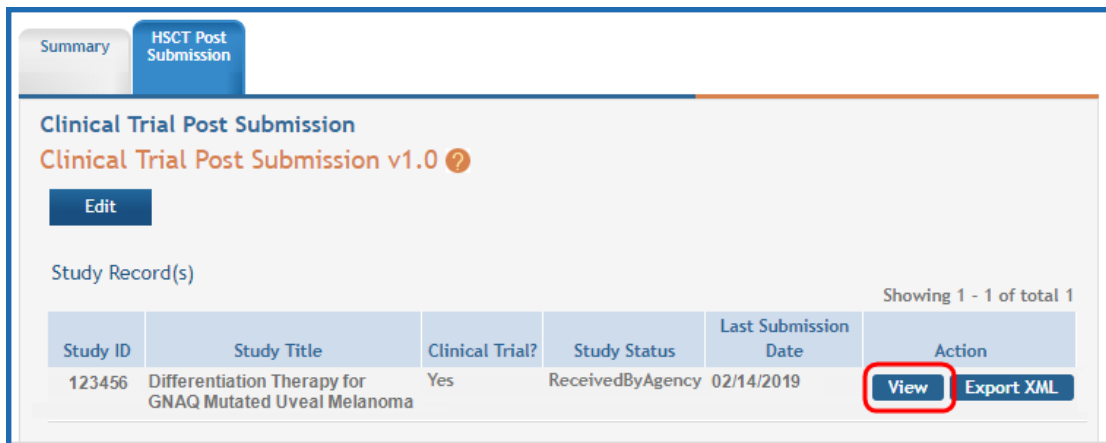 Summary
HSCT Post
Submission
Clinical Trial Post Submission
Clinical Trial Post Submission v1.0 ?
Edit
Study Record(s)
Showing 1 - 1 of total 1
Study ID Study Title Clinical Trial? Study Status Last Submission Date Action
123456 Differentiation Therapy for Yes ReceivedByAgency 02/14/2019 View Export XML
GNAQ Mutated Uveal Melanoma